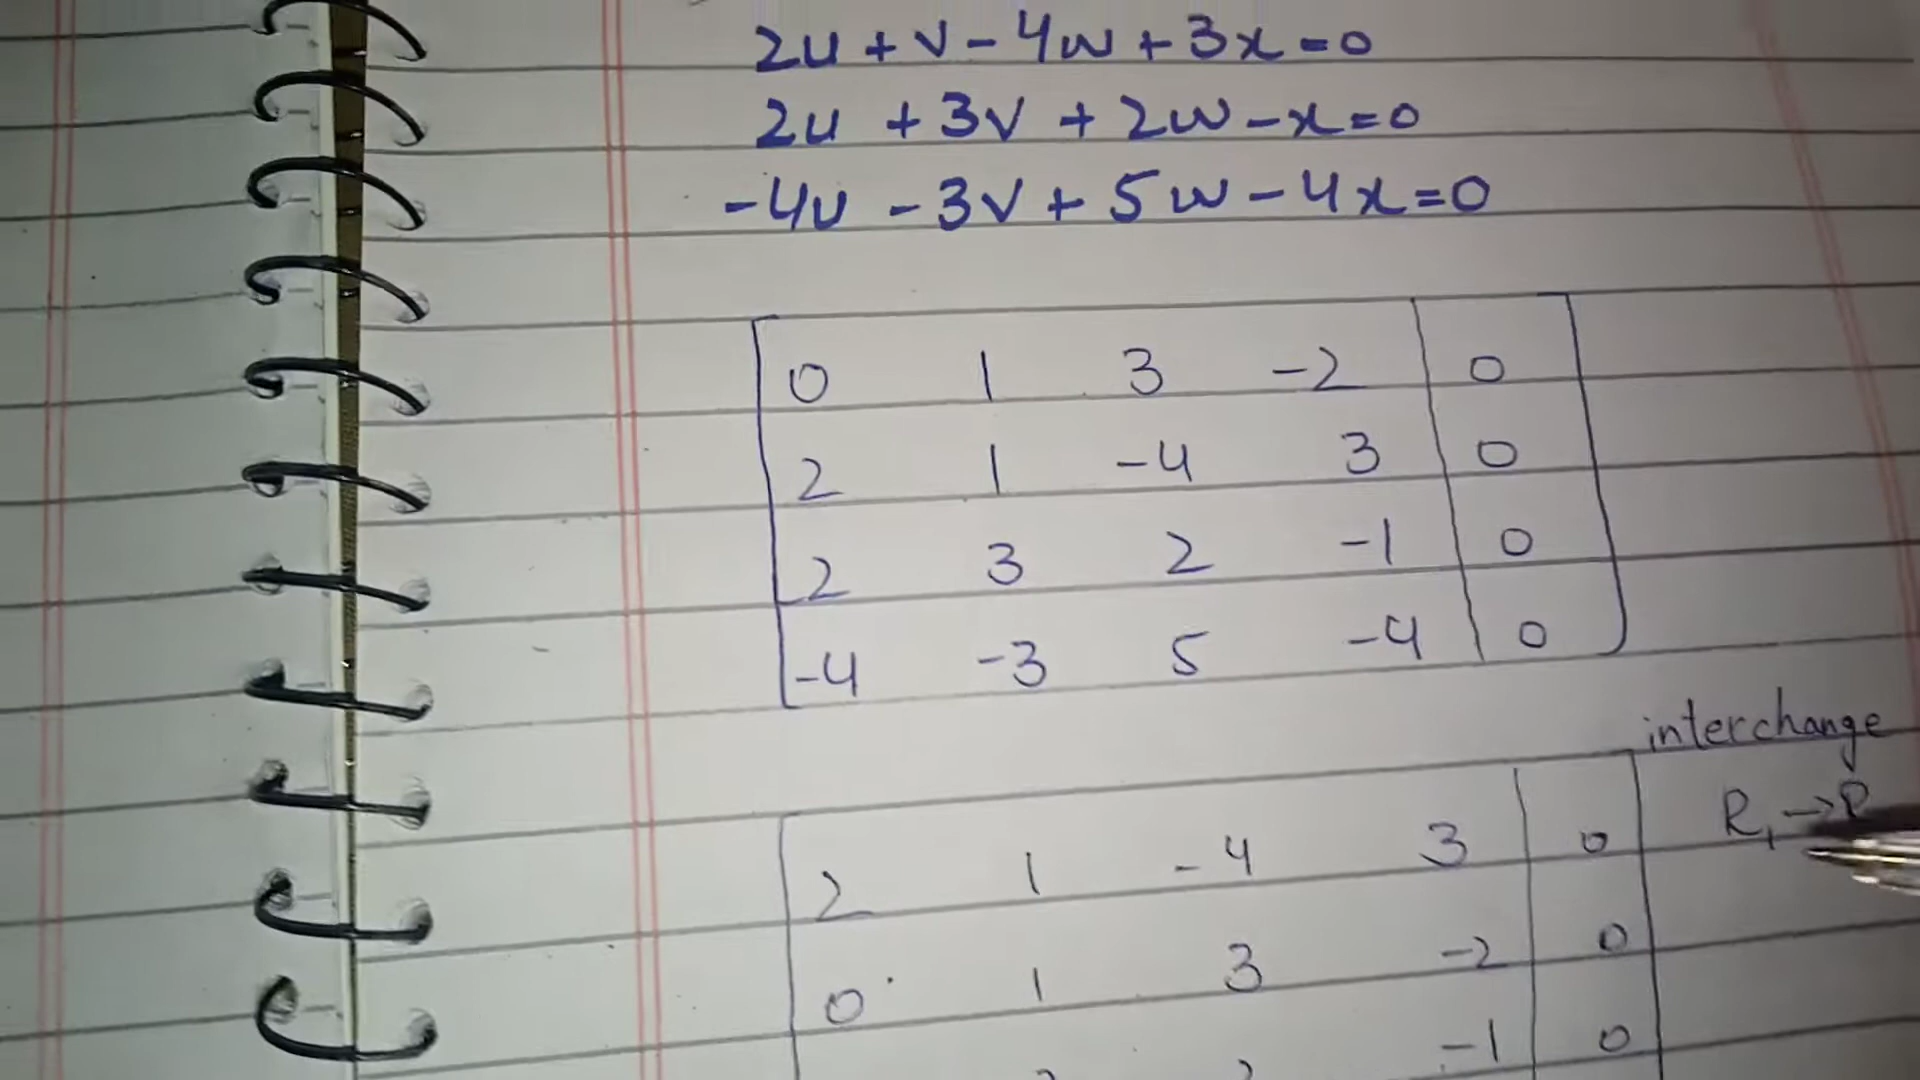 2u + v - 4w + 3x = 0
2u + 3v + 2w - x = 0
-4u - 3v + 5w - 4x = 0
0 1 3 -2 0
2 1 -4 3 0
2 3 2 -1 0
-4 -3 5 -4 0
interchange
2 1 -4 3 0 R₁ →
0 1 3 -2 0
-1 0